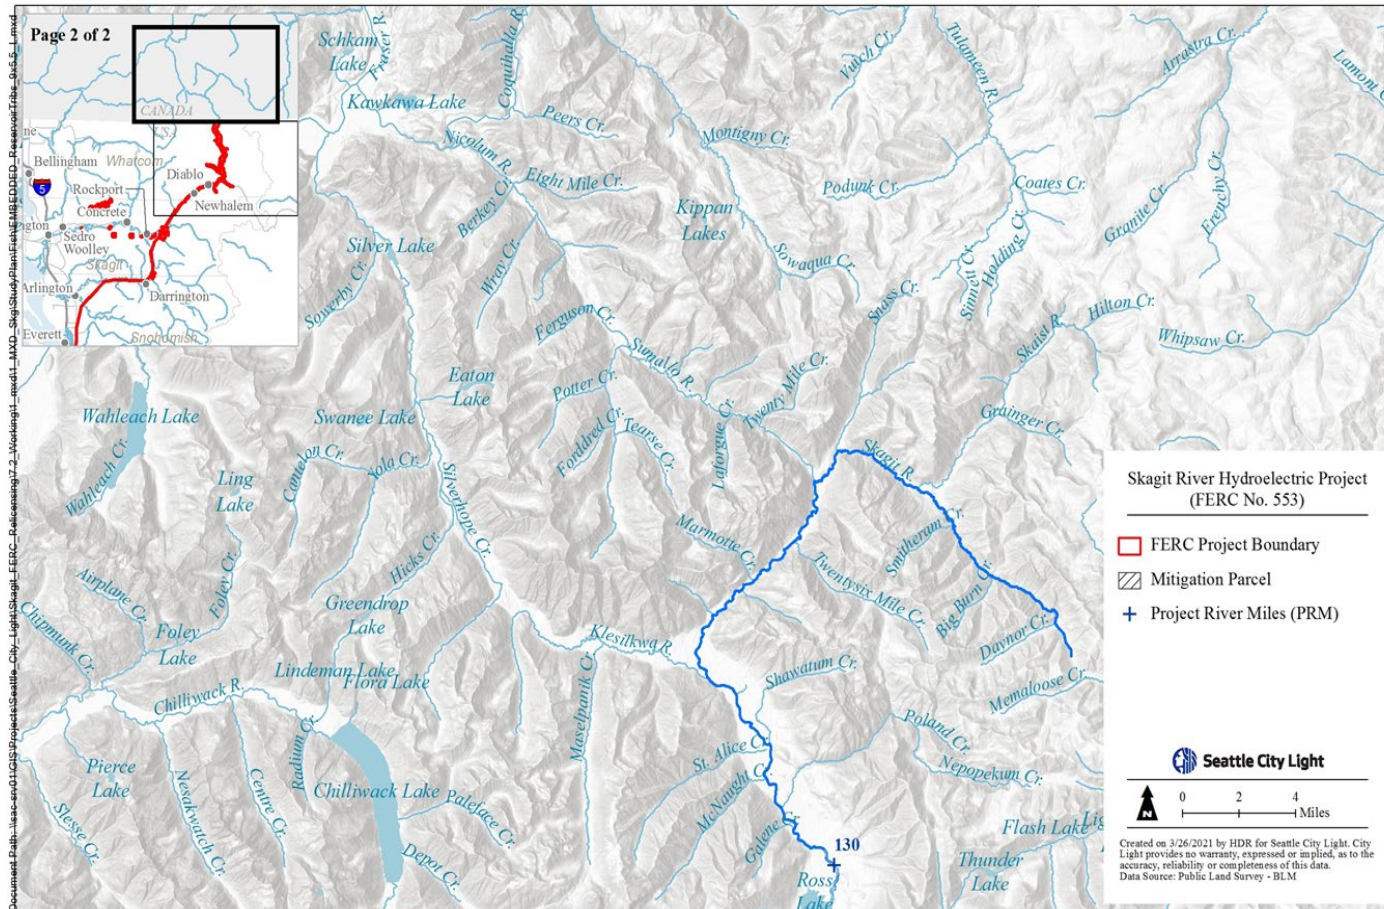 Page 2 of 2
CANADA
USA
Bellingham
Whatcom
5
Rockport
Diablo
Concrete
Newhalem
ngton
Sedro
Woolley
Skagit
Arlington
Darrington
Everett
Snohomish
Schkam
Lake
Fraser R.
Kawkawa Lake
Coquihalla R.
Peers Cr.
Nicolum R.
Eight Mile Cr.
Berkey Cr.
Wray Cr.
Silver Lake
Sowerby Cr.
Vuich Cr.
Tulameen R.
Arrastra Cr.
Lamont C
Montigny Cr.
Podunk Cr.
Coates Cr.
Kippan
Lakes
Sowaqua Cr.
Granite Cr.
Frenchy Cr.
Sinnett Cr.
Holding Cr.
Snass Cr.
Skaist R.
Hilton Cr.
Whipsaw Cr.
Ferguson Cr.
Sumallo R.
Eaton
Lake
Potter Cr.
Twenty Mile Cr.
Wahleach Lake
Swanee Lake
Forddred Cr.
Tearse Cr.
Laforgue Cr.
Grainger Cr.
Skagit R.
Wahleach Cr.
Ling
Lake
Cantelon Cr.
Yola Cr.
Silverhope Cr.
Marmotte Cr.
Smitheram Cr.
Hicks Cr.
Airplane Cr.
Foley Cr.
Greendrop
Lake
Twentysix Mile Cr.
Big Burn Cr.
Chipmunk Cr.
Foley
Lake
Klesilkwa R.
Daynor Cr.
Lindeman Lake
Flora Lake
Shawatum Cr.
Memaloose Cr.
Chilliwack R.
Maselpanik Cr.
Poland Cr.
Radium Cr.
St. Alice Cr.
Nepopekum Cr.
Pierce
Lake
Nesakwatch Cr.
Centre Cr.
Chilliwack Lake
Paleface Cr.
McNaught Cr.
Slesse Cr.
Depot Cr.
Galene Cr.
130
Ross
Lake
Flash Lake
Thunder
Lake
Skagit River Hydroelectric Project
(FERC No. 553)
FERC Project Boundary
Mitigation Parcel
Project River Miles (PRM)
Seattle City Light
0 2 4
Miles
Created on 3/26/2021 by HDR for Seattle City Light. City
Light provides no warranty, expressed or implied, as to the
accuracy, reliability or completeness of this data.
Data Source: Public Land Survey - BLM